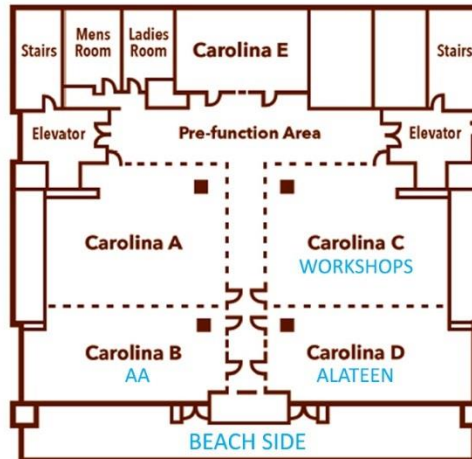 Stairs
Mens
Room
Ladies
Room
Carolina E
Stairs
Elevator
Pre-function Area
Elevator
Carolina A
Carolina C
WORKSHOPS
Carolina B
AA
Carolina D
ALATEEN
BEACH SIDE